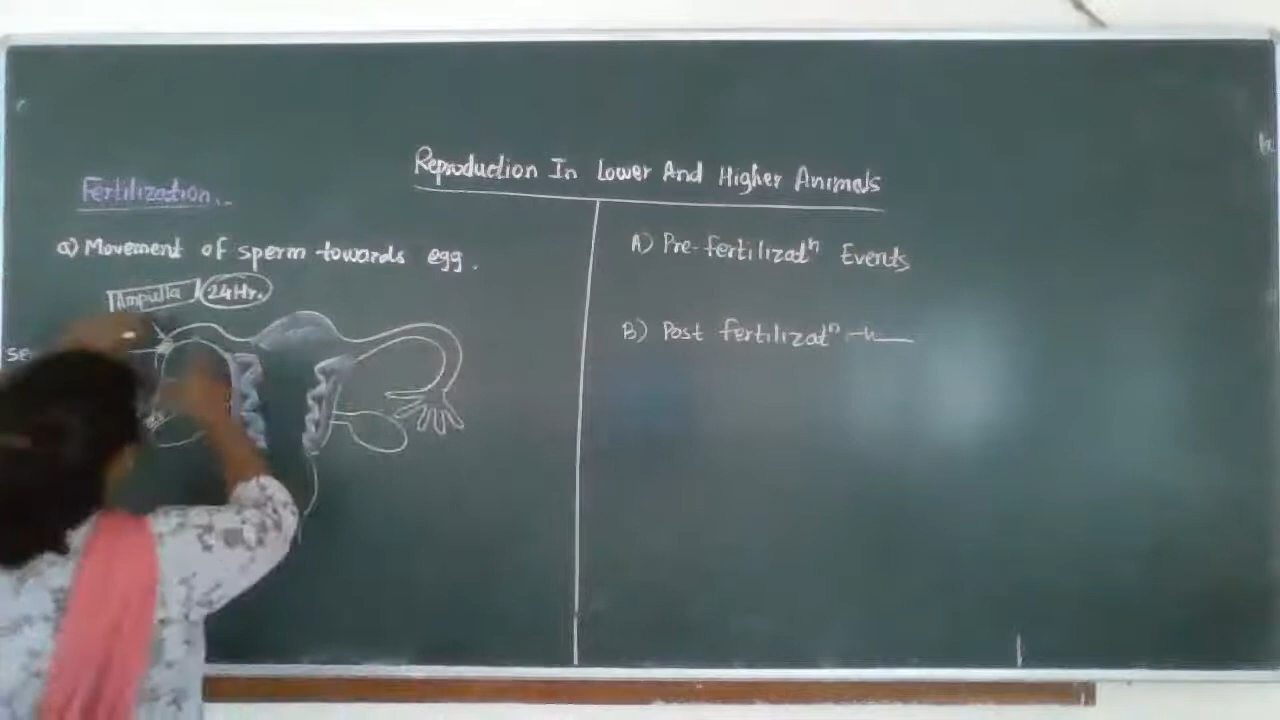 Reproduction In Lower And Higher Animals
Fertilization..
a) Movement of sperm towards egg.
Ampulla 24Hr.
A) Pre-fertilizatⁿ Events
B) Post fertilizatⁿ —〃—